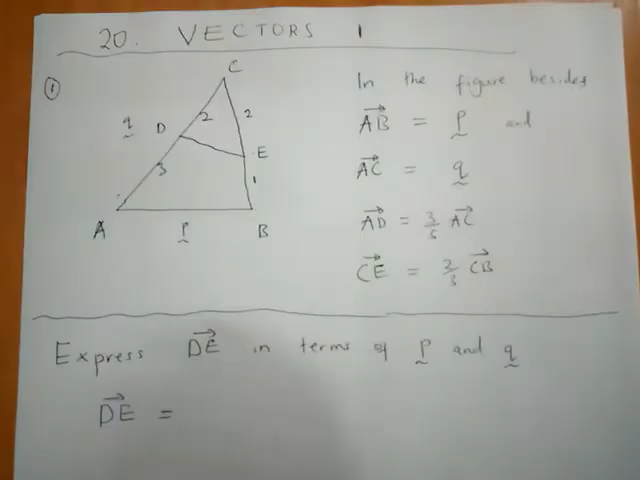 20. VECTORS 1
①
C
q
D
2
2
3
E
1
A
p
B
In the figure besides
AB = p and
AC = q
AD = 3/5 AC
CE = 2/3 CB
Express DE in terms of p and q
DE =